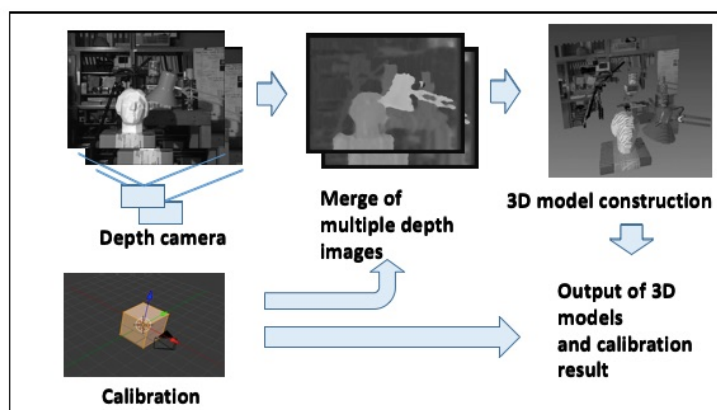 Depth camera
Merge of
multiple depth
images
3D model construction
Calibration
Output of 3D
models
and calibration
result